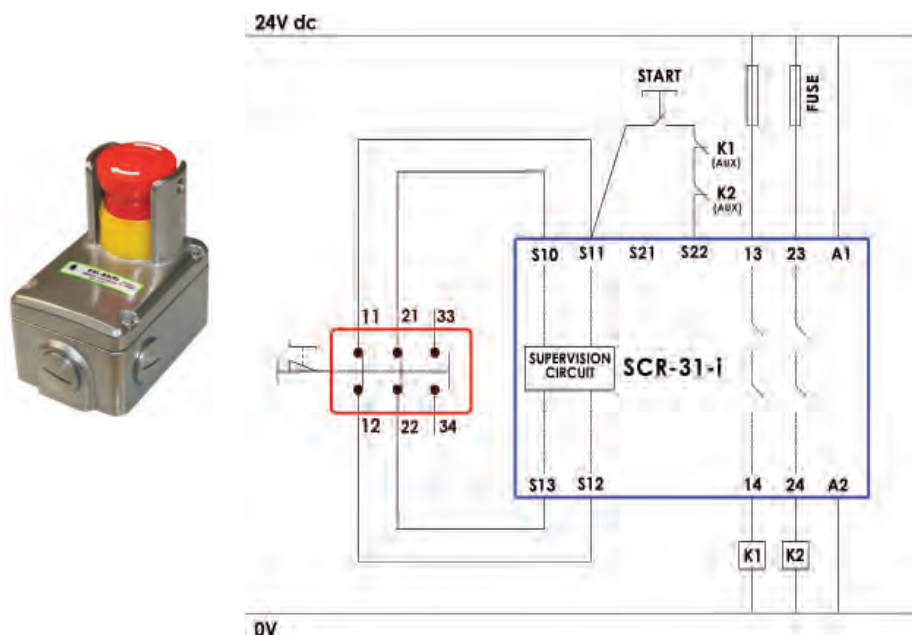 24V dc
START
FUSE
K1
(AUX)
K2
(AUX)
S10 S11 S21 S22 13 23 A1
11 21 33
SUPERVISION
CIRCUIT
SCR-31-i
12 22 34
S13 S12 14 24 A2
K1 K2
0V